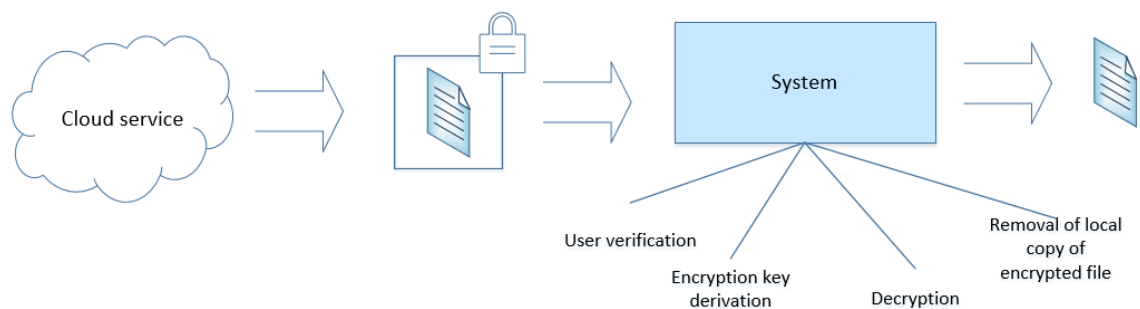 Cloud service
System
User verification
Encryption key
derivation
Decryption
Removal of local
copy of
encrypted file